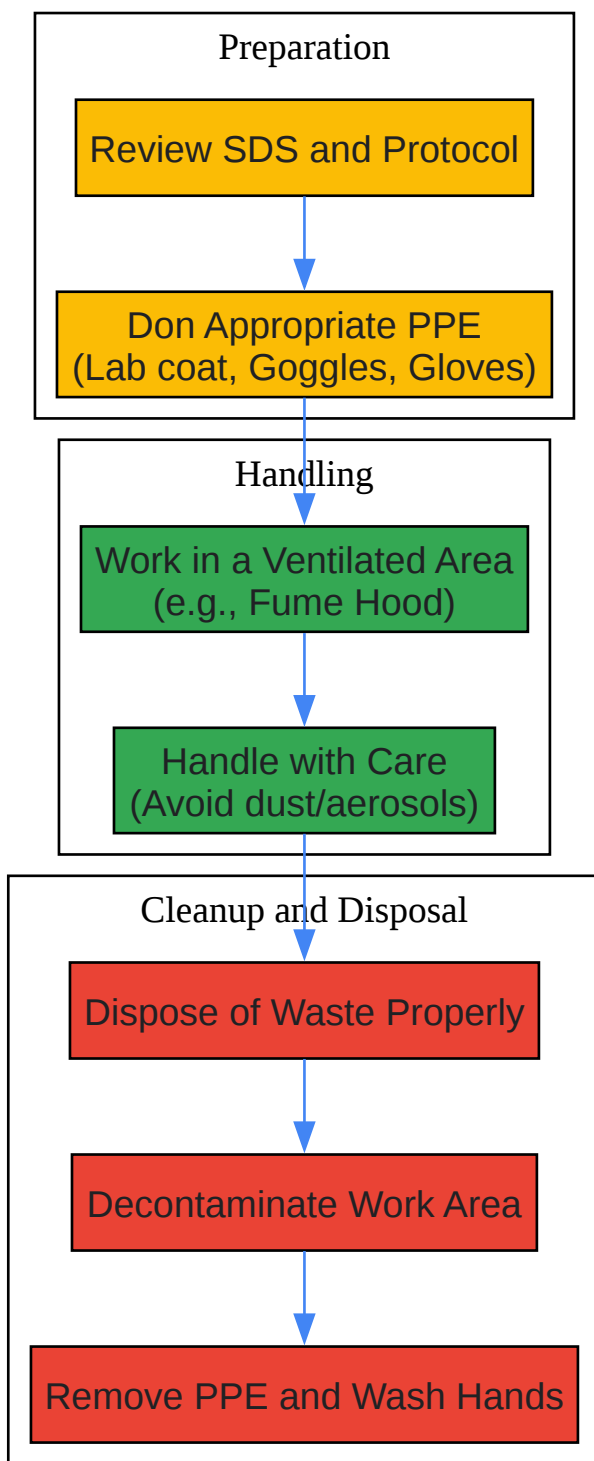 Preparation
Review SDS and Protocol
Don Appropriate PPE
(Lab coat, Goggles, Gloves)
Handling
Work in a Ventilated Area
(e.g., Fume Hood)
Handle with Care
(Avoid dust/aerosols)
Cleanup and Disposal
Dispose of Waste Properly
Decontaminate Work Area
Remove PPE and Wash Hands